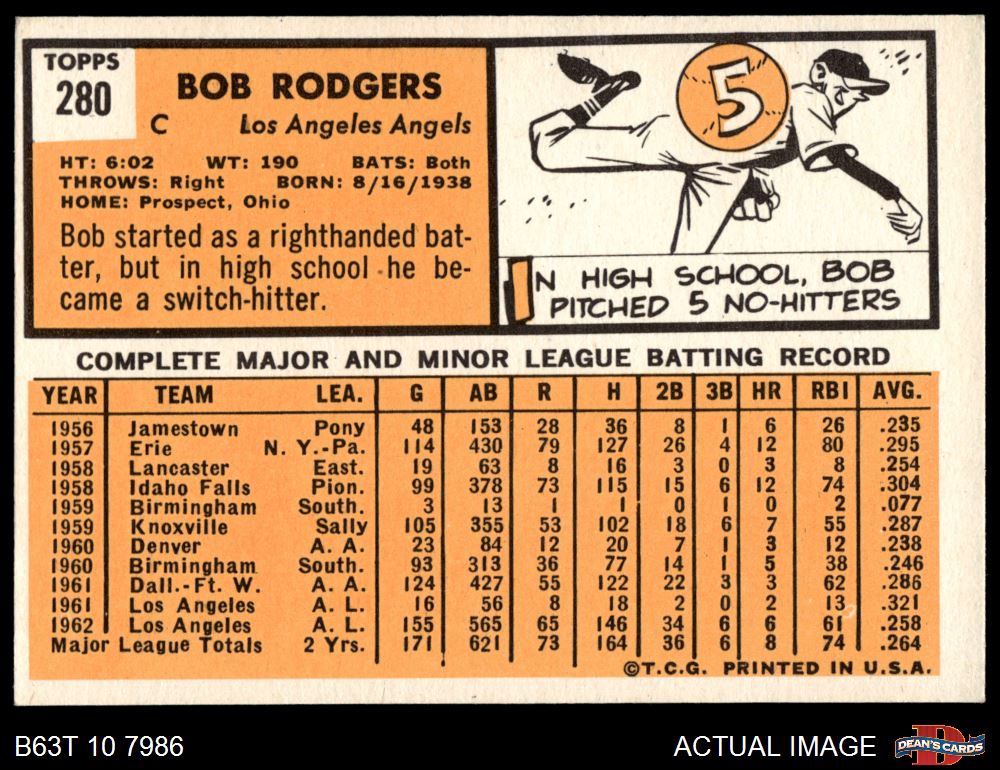 TOPPS
280
BOB RODGERS
C Los Angeles Angels
HT: 6:02 WT: 190 BATS: Both
THROWS: Right BORN: 8/16/1938
HOME: Prospect, Ohio
Bob started as a righthanded bat-
ter, but in high school he be-
came a switch-hitter.
5
IN HIGH SCHOOL, BOB
PITCHED 5 NO-HITTERS
COMPLETE MAJOR AND MINOR LEAGUE BATTING RECORD
YEAR TEAM LEA. G AB R H 2B 3B HR RBI AVG.
1956 Jamestown Pony 48 153 28 36 8 1 6 26 .235
1957 Erie N. Y.-Pa. 114 430 79 127 26 4 12 80 .295
1958 Lancaster East. 19 63 8 16 3 0 3 8 .254
1958 Idaho Falls Pion. 99 378 73 115 15 6 12 74 .304
1959 Birmingham South. 3 13 1 1 0 1 0 2 .077
1959 Knoxville Sally 105 355 53 102 18 6 7 55 .287
1960 Denver A. A. 23 84 12 20 7 1 3 12 .238
1960 Birmingham South. 93 313 36 77 14 1 5 38 .246
1961 Dall.-Ft. W. A. A. 124 427 55 122 22 3 3 62 .286
1961 Los Angeles A. L. 16 56 8 18 2 0 2 13 .321
1962 Los Angeles A. L. 155 565 65 146 34 6 6 61 .258
Major League Totals 2 Yrs. 171 621 73 164 36 6 8 74 .264
©T.C.G. PRINTED IN U.S.A.
B63T 10 7986
ACTUAL IMAGE
D
DEAN'S CARDS